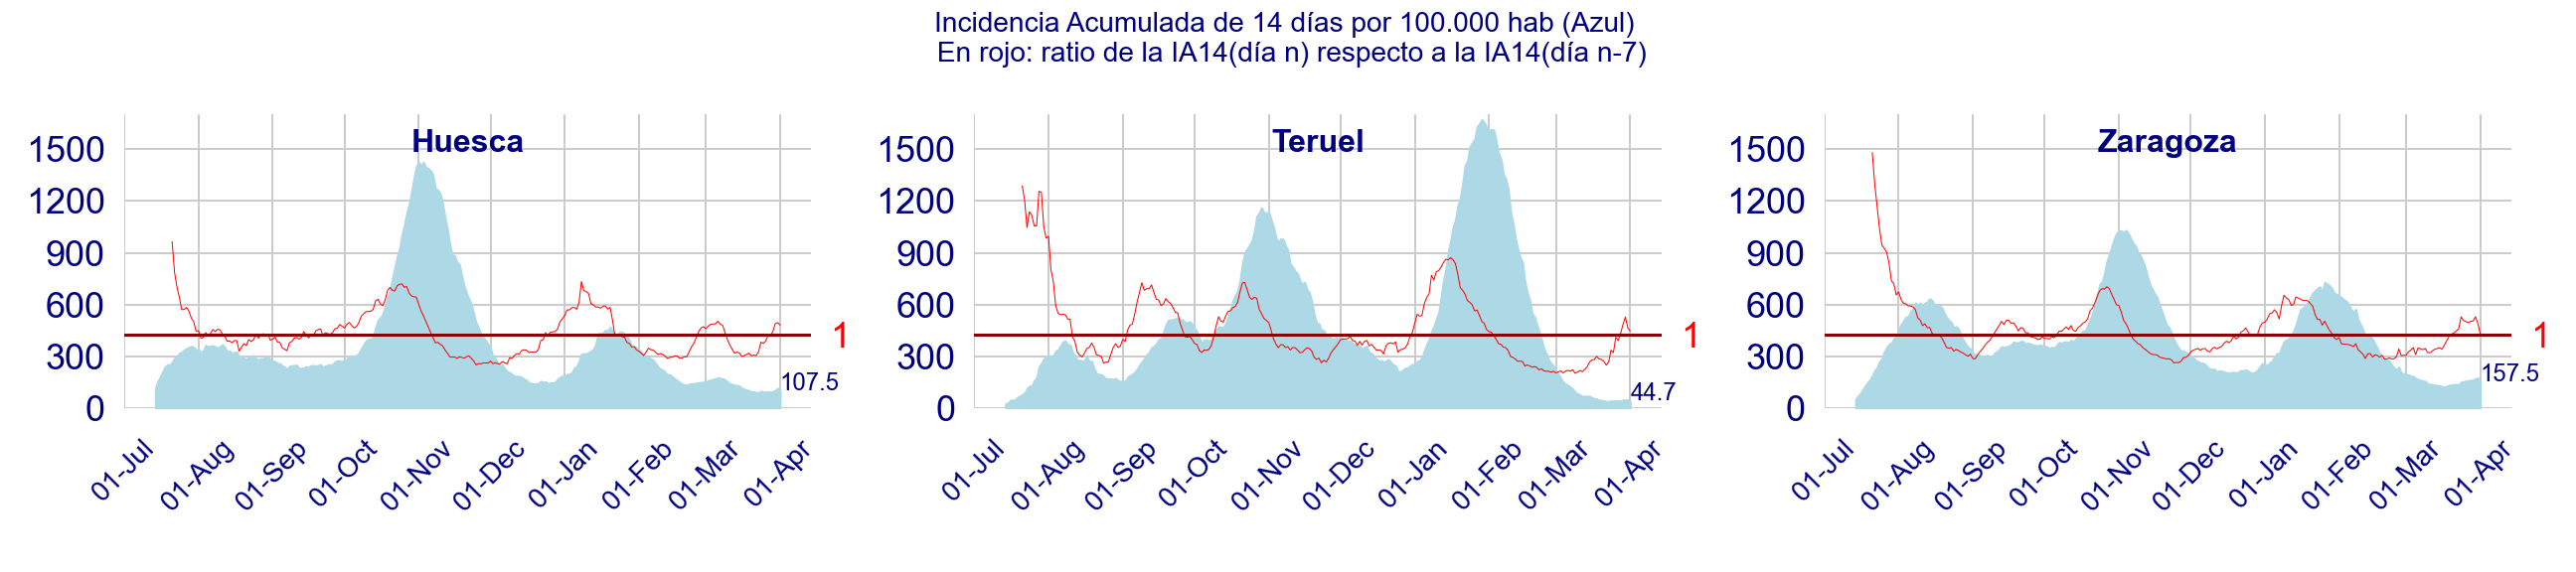 Incidencia Acumulada de 14 días por 100.000 hab (Azul)
En rojo: ratio de la IA14(día n) respecto a la IA14(día n-7)
Huesca
1500
1200
900
600
300
0
1
107.5
01-Jul
01-Aug
01-Sep
01-Oct
01-Nov
01-Dec
01-Jan
01-Feb
01-Mar
01-Apr
Teruel
1500
1200
900
600
300
0
1
44.7
01-Jul
01-Aug
01-Sep
01-Oct
01-Nov
01-Dec
01-Jan
01-Feb
01-Mar
01-Apr
Zaragoza
1500
1200
900
600
300
0
1
157.5
01-Jul
01-Aug
01-Sep
01-Oct
01-Nov
01-Dec
01-Jan
01-Feb
01-Mar
01-Apr